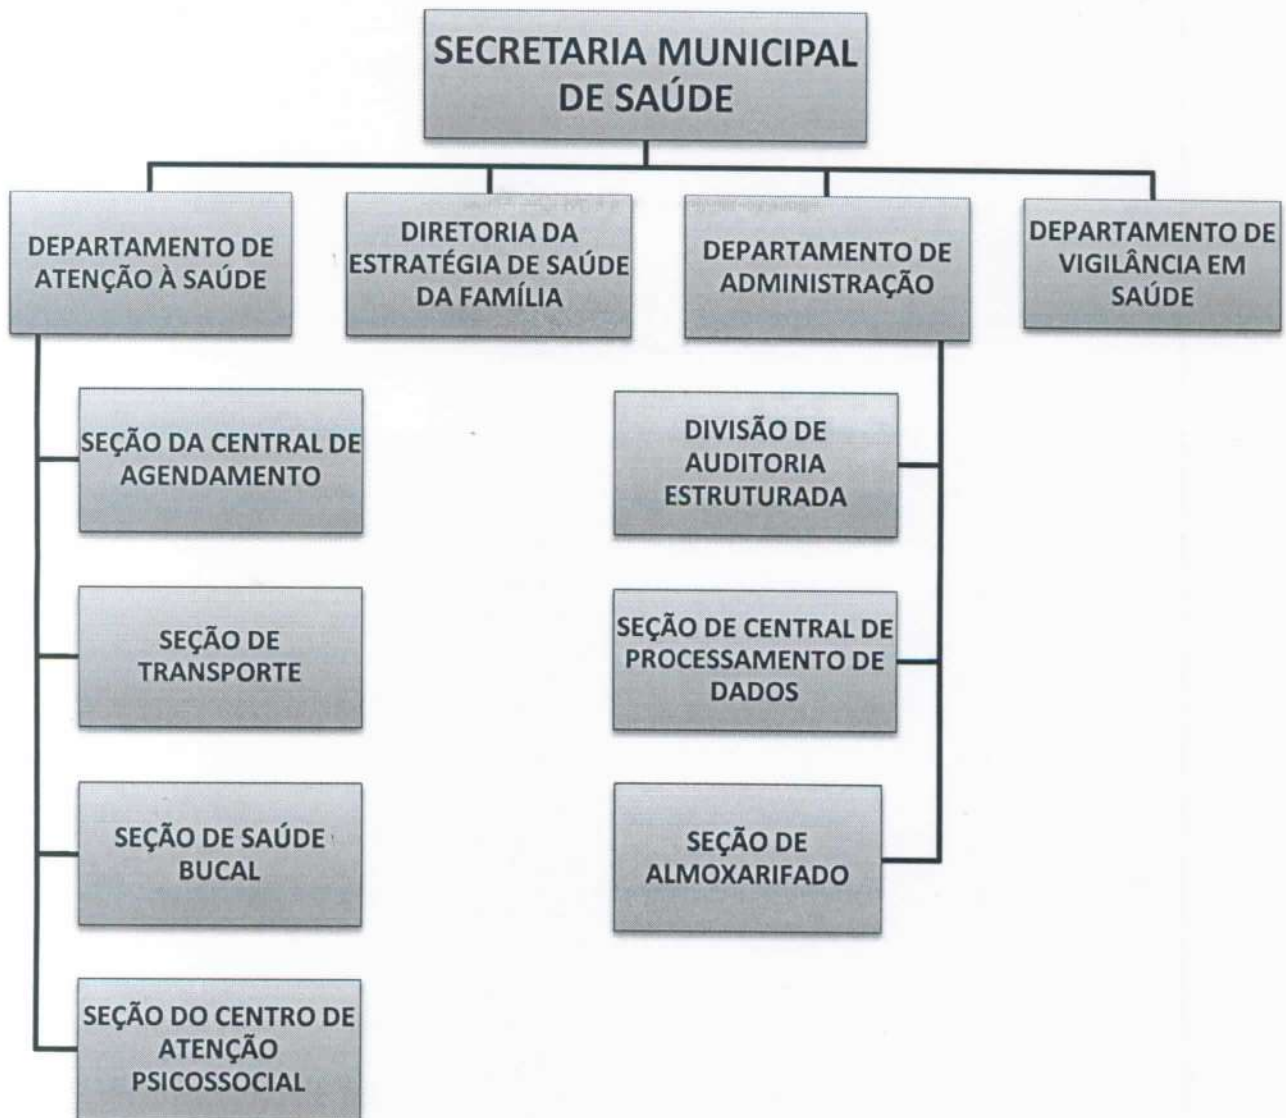 SECRETARIA MUNICIPAL
DE SAÚDE
DEPARTAMENTO DE
ATENÇÃO À SAÚDE
DIRETORIA DA
ESTRATÉGIA DE SAÚDE
DA FAMÍLIA
DEPARTAMENTO DE
ADMINISTRAÇÃO
DEPARTAMENTO DE
VIGILÂNCIA EM
SAÚDE
SEÇÃO DA CENTRAL DE
AGENDAMENTO
SEÇÃO DE
TRANSPORTE
SEÇÃO DE SAÚDE
BUCAL
SEÇÃO DO CENTRO DE
ATENÇÃO
PSICOSSOCIAL
DIVISÃO DE
AUDITORIA
ESTRUTURADA
SEÇÃO DE CENTRAL DE
PROCESSAMENTO DE
DADOS
SEÇÃO DE
ALMOXARIFADO